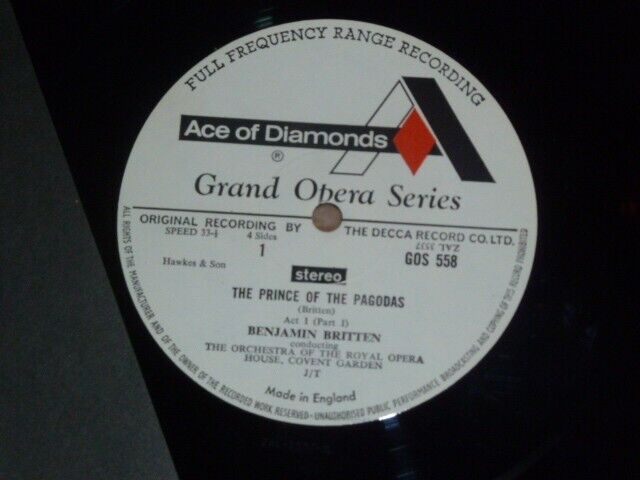 FULL FREQUENCY RANGE RECORDING
Ace of Diamonds
®
Grand Opera Series
ORIGINAL RECORDING BY THE DECCA RECORD CO. LTD.
SPEED 33⅓ 4 Sides ZAL 3537
1 GOS 558
Hawkes & Son
stereo
THE PRINCE OF THE PAGODAS
(Britten)
Act 1 (Part 1)
BENJAMIN BRITTEN
conducting
THE ORCHESTRA OF THE ROYAL OPERA
HOUSE, COVENT GARDEN
J/T
Made in England
ALL RIGHTS OF THE MANUFACTURER AND OF THE OWNER OF THE RECORDED WORK RESERVED—UNAUTHORISED PUBLIC PERFORMANCE, BROADCASTING AND COPYING OF THIS RECORD PROHIBITED